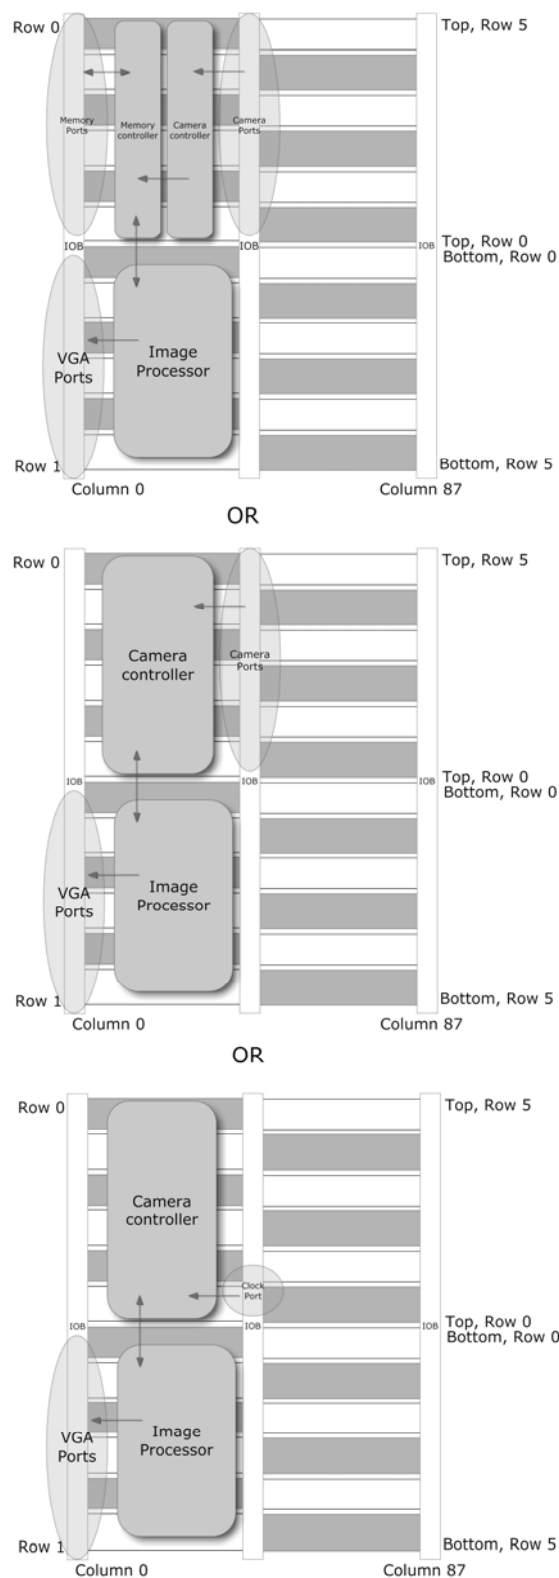 Row 0
Top, Row 5
Memory
Ports
Memory
controller
Camera
controller
Camera Ports
IOB
IOB
IOB
Top, Row 0
Bottom, Row 0
VGA
Ports
Image
Processor
Row 1
Bottom, Row 5
Column 0
Column 87
OR
Row 0
Top, Row 5
Camera
controller
Camera
Ports
IOB
IOB
IOB
Top, Row 0
Bottom, Row 0
VGA
Ports
Image
Processor
Row 1
Bottom, Row 5
Column 0
Column 87
OR
Row 0
Top, Row 5
Camera
controller
Clock
Port
IOB
IOB
Top, Row 0
Bottom, Row 0
VGA
Ports
Image
Processor
Row 1
Bottom, Row 5
Column 0
Column 87